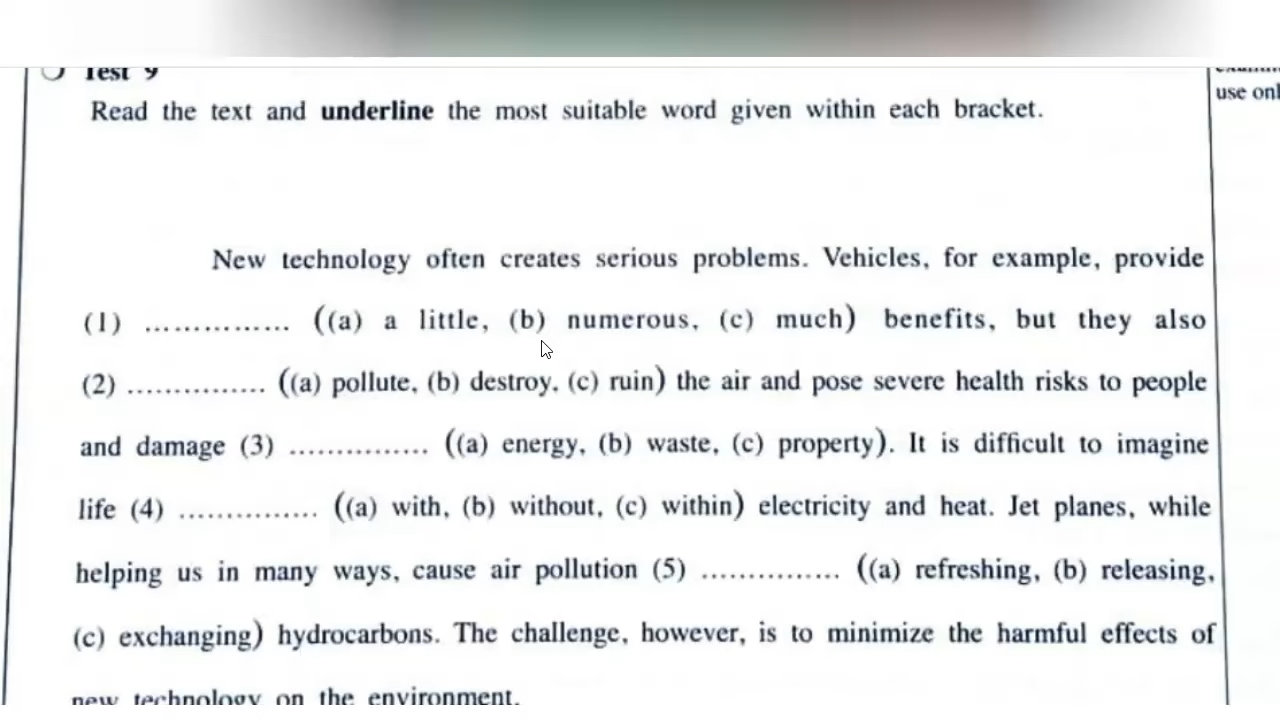 Test 9
use onl
Read the text and underline the most suitable word given within each bracket.
New technology often creates serious problems. Vehicles, for example, provide
(1) ............... ((a) a little, (b) numerous, (c) much) benefits, but they also
(2) .............. ((a) pollute, (b) destroy, (c) ruin) the air and pose severe health risks to people
and damage (3) .............. ((a) energy, (b) waste, (c) property). It is difficult to imagine
life (4) .............. ((a) with, (b) without, (c) within) electricity and heat. Jet planes, while
helping us in many ways, cause air pollution (5) .............. ((a) refreshing, (b) releasing,
(c) exchanging) hydrocarbons. The challenge, however, is to minimize the harmful effects of
new technology on the environment.